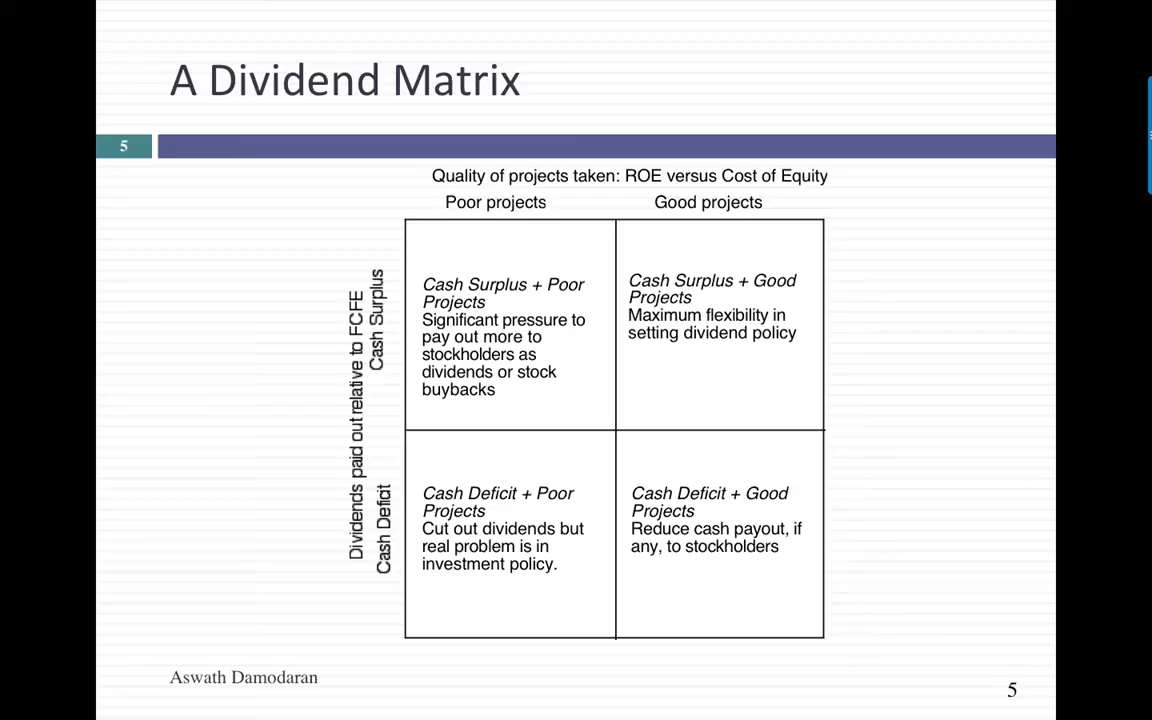 A Dividend Matrix
5
Quality of projects taken: ROE versus Cost of Equity
Poor projects
Good projects
Dividends paid out relative to FCFE
Cash Surplus
Cash Deficit
Cash Surplus + Poor
Projects
Significant pressure to
pay out more to
stockholders as
dividends or stock
buybacks
Cash Surplus + Good
Projects
Maximum flexibility in
setting dividend policy
Cash Deficit + Poor
Projects
Cut out dividends but
real problem is in
investment policy.
Cash Deficit + Good
Projects
Reduce cash payout, if
any, to stockholders
Aswath Damodaran
5